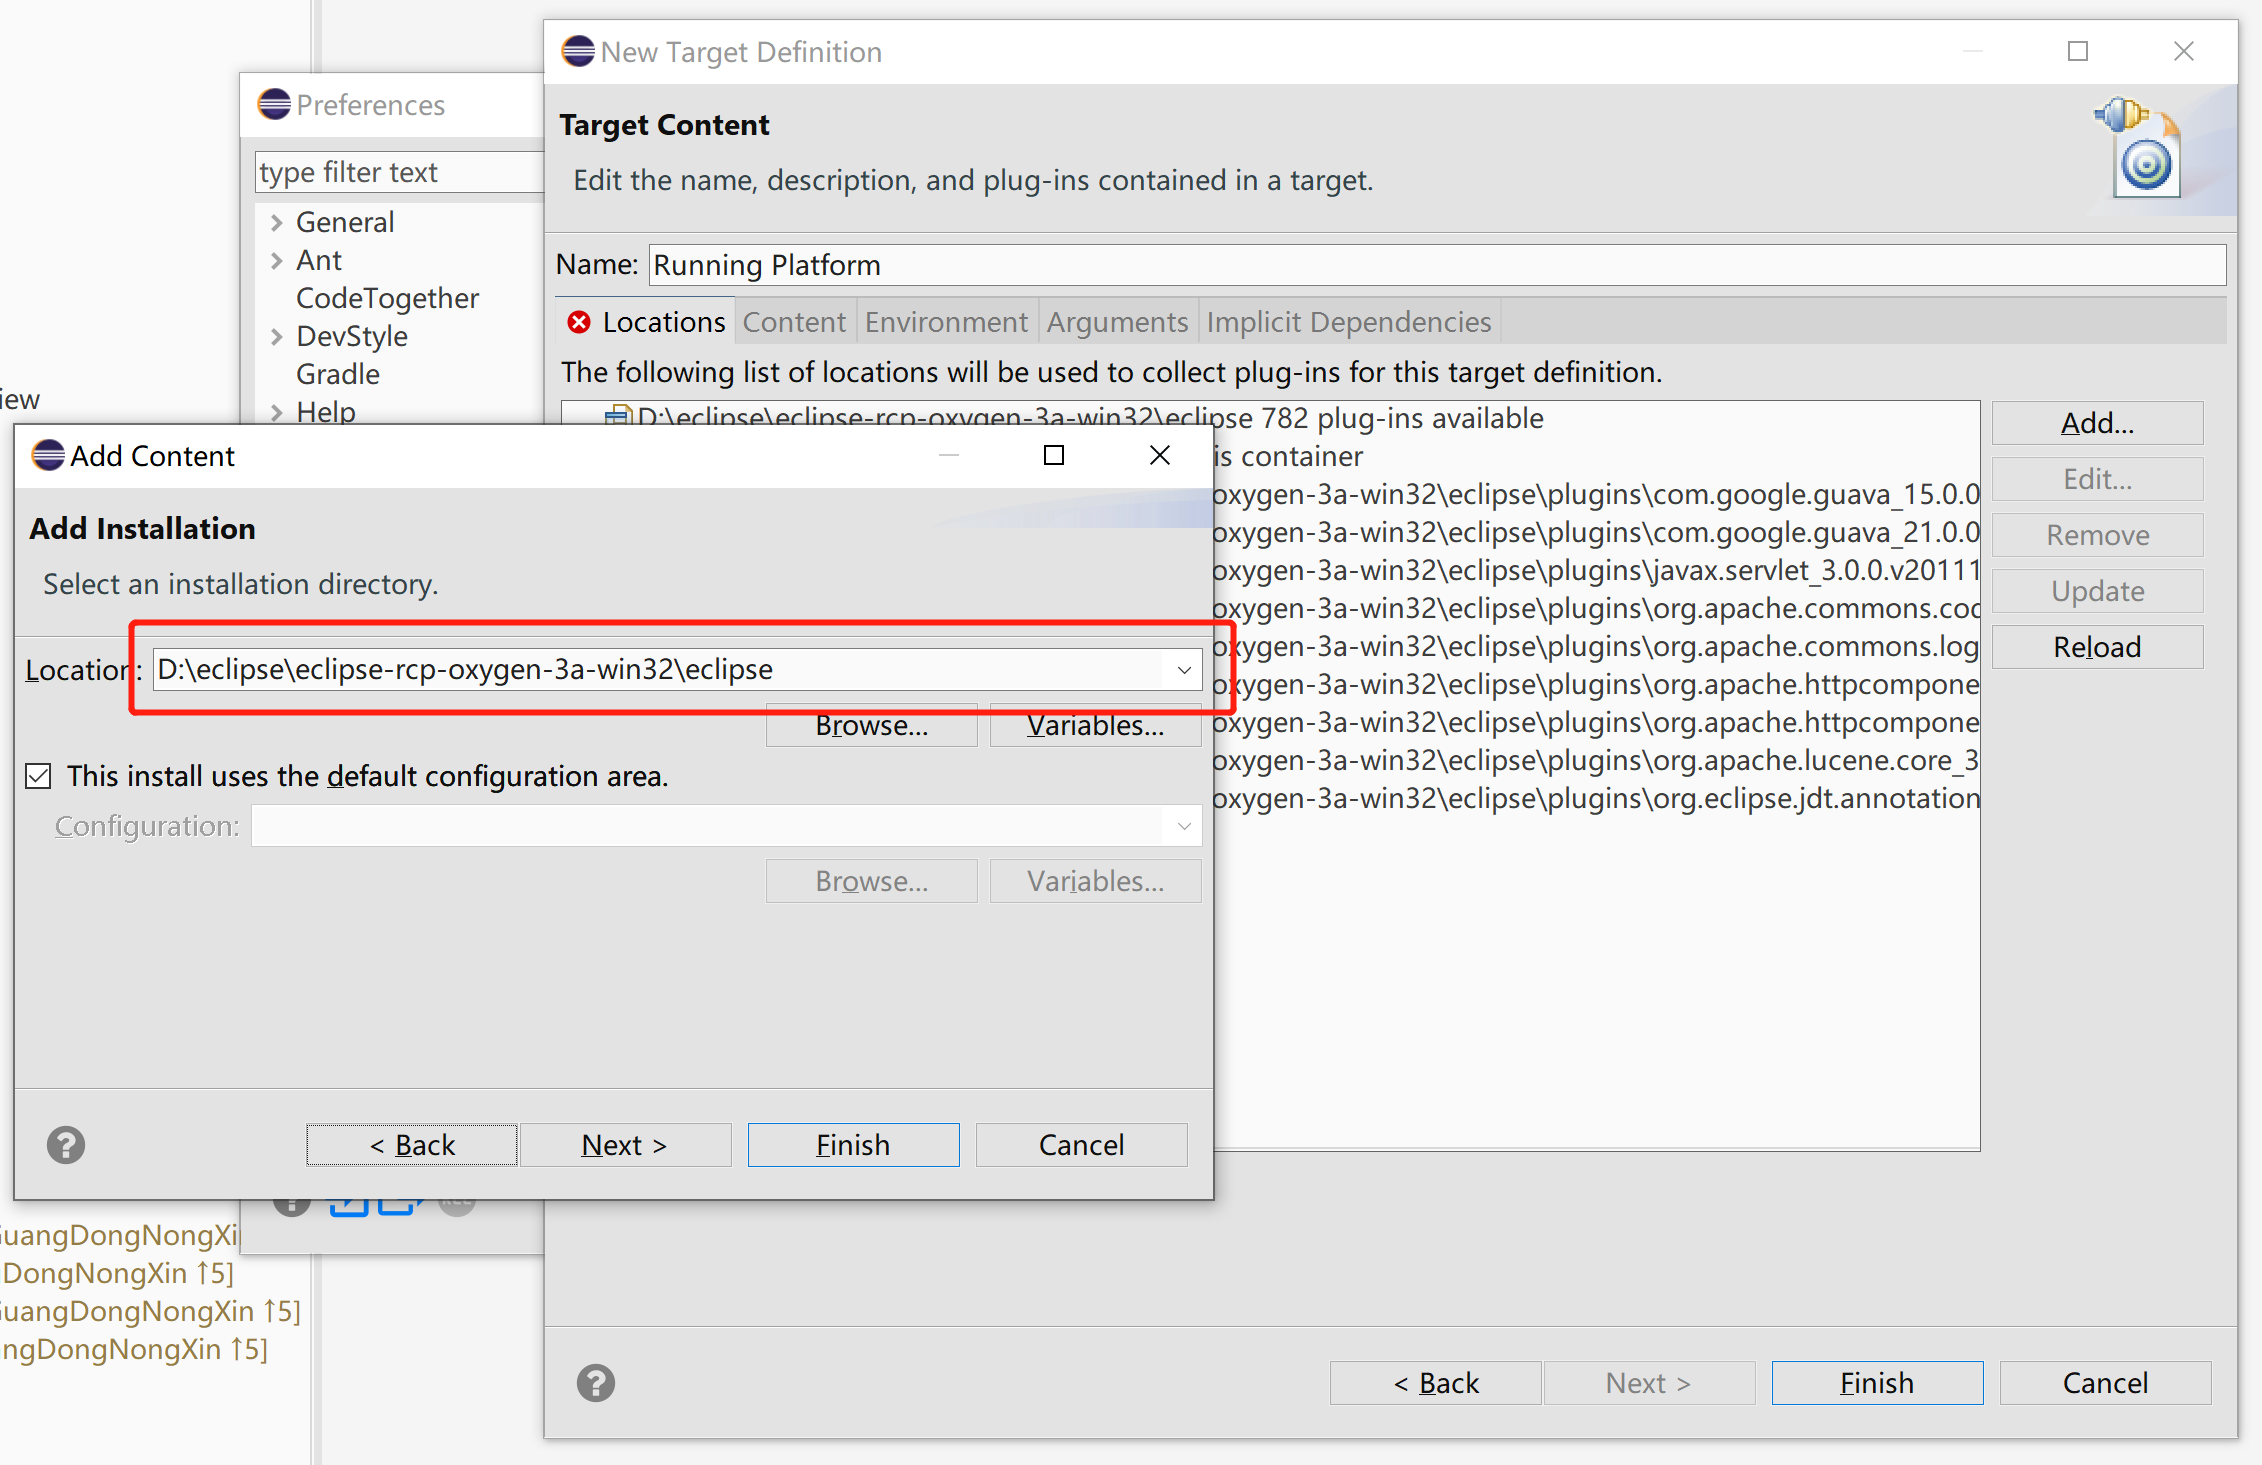 New Target Definition
Target Content
Edit the name, description, and plug-ins contained in a target.
Name: Running Platform
Locations Content Environment Arguments Implicit Dependencies
The following list of locations will be used to collect plug-ins for this target definition.
D:\eclipse\eclipse-rcp-oxygen-3a-win32\eclipse 782 plug-ins available
is container
oxygen-3a-win32\eclipse\plugins\com.google.guava_15.0.0
oxygen-3a-win32\eclipse\plugins\com.google.guava_21.0.0
oxygen-3a-win32\eclipse\plugins\javax.servlet_3.0.0.v20111
oxygen-3a-win32\eclipse\plugins\org.apache.commons.coc
oxygen-3a-win32\eclipse\plugins\org.apache.commons.log
oxygen-3a-win32\eclipse\plugins\org.apache.httpcompone
oxygen-3a-win32\eclipse\plugins\org.apache.httpcompone
oxygen-3a-win32\eclipse\plugins\org.apache.lucene.core_3
oxygen-3a-win32\eclipse\plugins\org.eclipse.jdt.annotation
Add...
Edit...
Remove
Update
Reload
< Back Next > Finish Cancel
Preferences
type filter text
General
Ant
CodeTogether
DevStyle
Gradle
Help
Add Content
Add Installation
Select an installation directory.
Location: D:\eclipse\eclipse-rcp-oxygen-3a-win32\eclipse
Browse... Variables...
This install uses the default configuration area.
Configuration:
Browse... Variables...
< Back Next > Finish Cancel
iew
GuangDongNongXi
DongNongXin ↑5]
GuangDongNongXin ↑5]
ngDongNongXin ↑5]